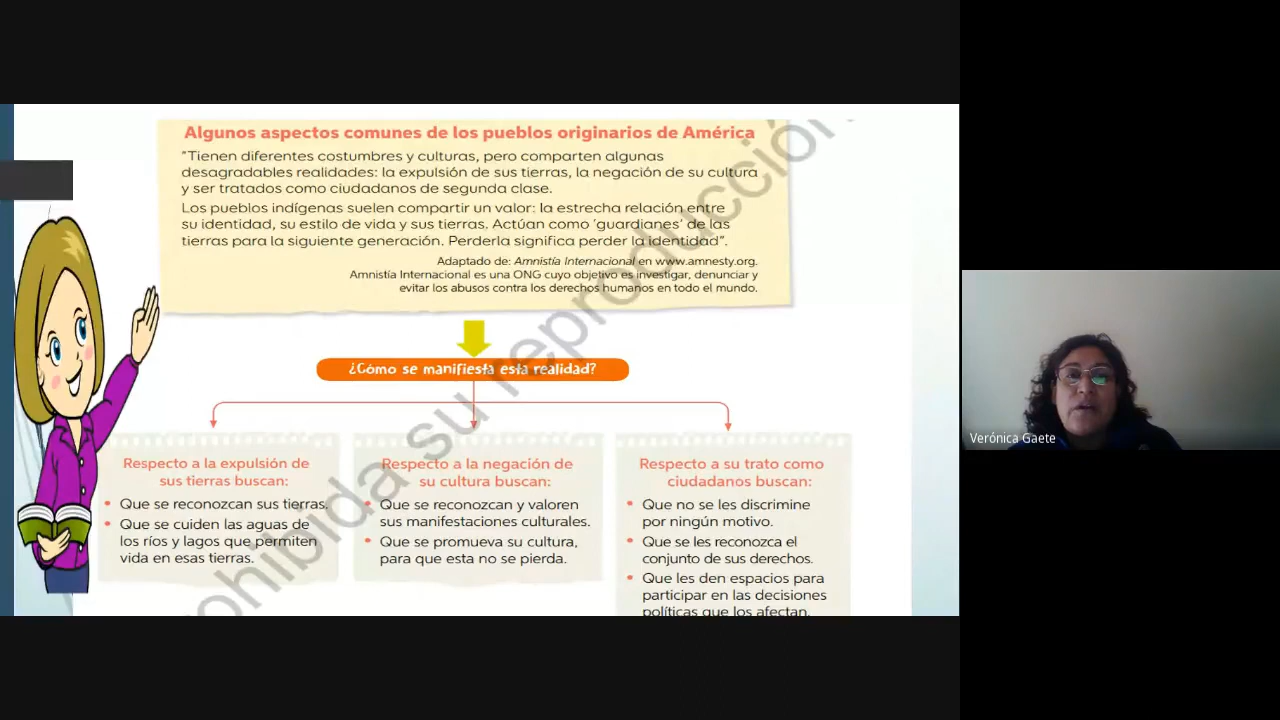 Algunos aspectos comunes de los pueblos originarios de América
"Tienen diferentes costumbres y culturas, pero comparten algunas
desagradables realidades: la expulsión de sus tierras, la negación de su cultura
y ser tratados como ciudadanos de segunda clase.
Los pueblos indígenas suelen compartir un valor: la estrecha relación entre
su identidad, su estilo de vida y sus tierras. Actúan como 'guardianes' de las
tierras para la siguiente generación. Perderla significa perder la identidad".
Adaptado de: Amnistía Internacional en www.amnesty.org.
Amnistía Internacional es una ONG cuyo objetivo es investigar, denunciar y
evitar los abusos contra los derechos humanos en todo el mundo.
¿Cómo se manifiesta esta realidad?
Respecto a la expulsión de
sus tierras buscan:
• Que se reconozcan sus tierras.
• Que se cuiden las aguas de
los ríos y lagos que permiten
vida en esas tierras.
Respecto a la negación de
su cultura buscan:
• Que se reconozcan y valoren
sus manifestaciones culturales.
• Que se promueva su cultura,
para que esta no se pierda.
Respecto a su trato como
ciudadanos buscan:
• Que no se les discrimine
por ningún motivo.
• Que se les reconozca el
conjunto de sus derechos.
• Que les den espacios para
participar en las decisiones
políticas que los afectan.
ohibida su reproducción
Verónica Gaete